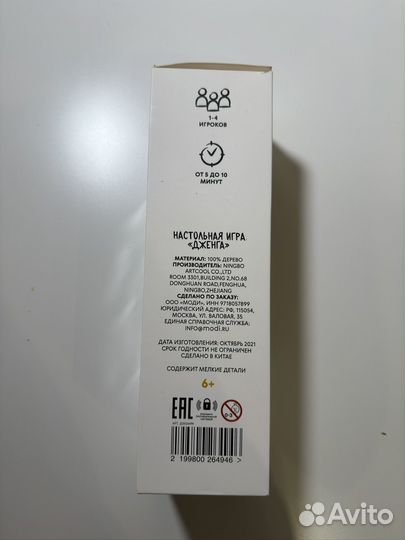 1-4
ИГРОКОВ
ОТ 5 ДО 10
МИНУТ
НАСТОЛЬНАЯ ИГРА
«ДЖЕНГА»
МАТЕРИАЛ: 100% ДЕРЕВО
ПРОИЗВОДИТЕЛЬ: NINGBO
ARTCOOL CO.,LTD
ROOM 3301,BUILDING 2,NO.68
DONGHUAN ROAD,FENGHUA,
NINGBO,ZHEJIANG
СДЕЛАНО ПО ЗАКАЗУ:
ООО «МОДИ», ИНН 9718057899
ЮРИДИЧЕСКИЙ АДРЕС: РФ, 115054,
МОСКВА, УЛ. ВАЛОВАЯ, 35
ЕДИНАЯ СПРАВОЧНАЯ СЛУЖБА:
INFO@modi.ru
ДАТА ИЗГОТОВЛЕНИЯ: ОКТЯБРЬ 2021
СРОК ГОДНОСТИ НЕ ОГРАНИЧЕН
СДЕЛАНО В КИТАЕ
СОДЕРЖИТ МЕЛКИЕ ДЕТАЛИ
6+
EAC
0-3
2 199800 264946 >
Avito